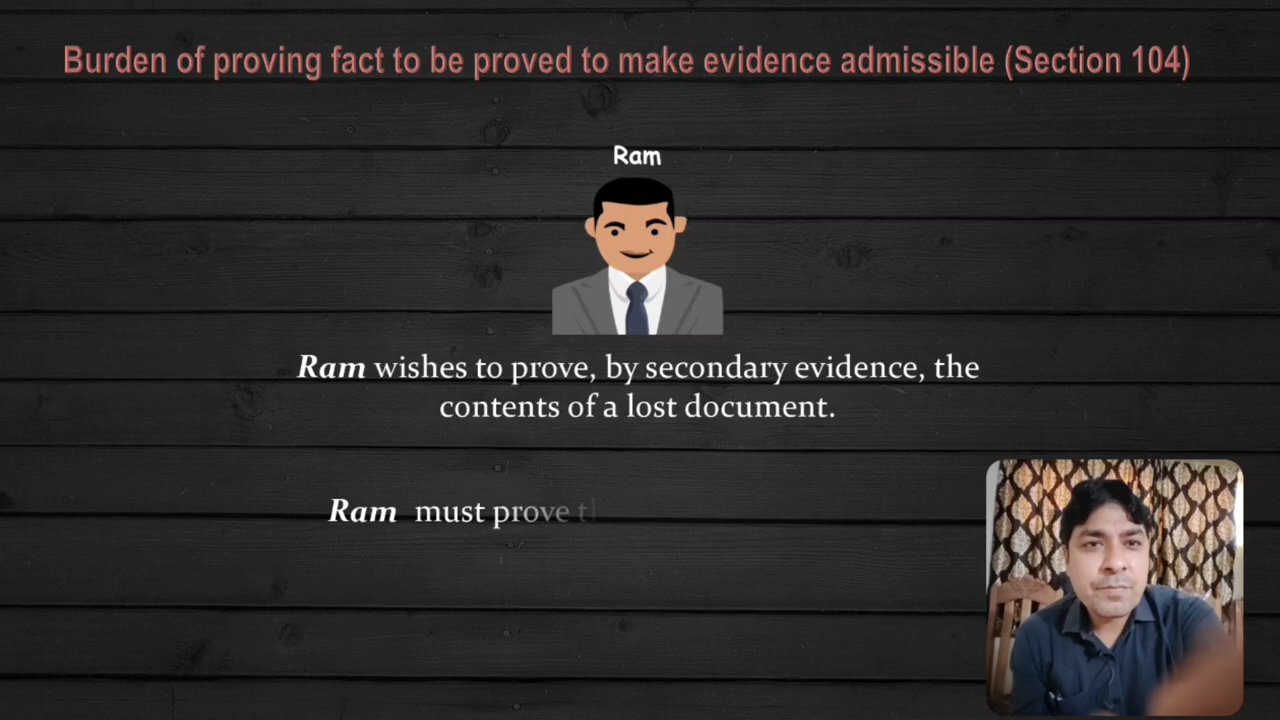 Burden of proving fact to be proved to make evidence admissible (Section 104)
Ram
Ram wishes to prove, by secondary evidence, the
contents of a lost document.
Ram must prove